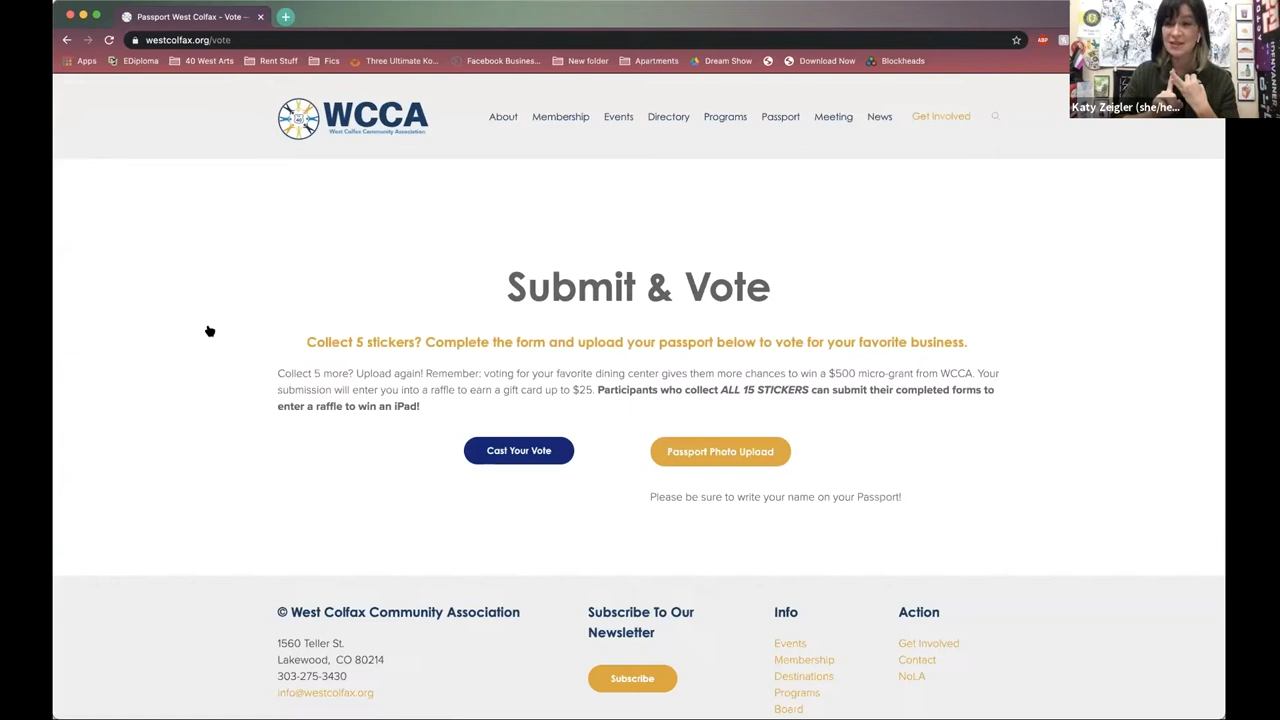 Passport West Colfax - Vote —
westcolfax.org/vote
ABP
Apps EDiploma 40 West Arts Rent Stuff Fics Three Ultimate Ko... Facebook Busines... New folder Apartments Dream Show Download Now Blockheads
Katy Zeigler (she/he...
WCCA
West Colfax Community Association
About Membership Events Directory Programs Passport Meeting News Get Involved
Submit & Vote
Collect 5 stickers? Complete the form and upload your passport below to vote for your favorite business.
Collect 5 more? Upload again! Remember: voting for your favorite dining center gives them more chances to win a $500 micro-grant from WCCA. Your
submission will enter you into a raffle to earn a gift card up to $25. Participants who collect ALL 15 STICKERS can submit their completed forms to
enter a raffle to win an iPad!
Cast Your Vote
Passport Photo Upload
Please be sure to write your name on your Passport!
© West Colfax Community Association
1560 Teller St.
Lakewood, CO 80214
303-275-3430
info@westcolfax.org
Subscribe To Our
Newsletter
Subscribe
Info
Events
Membership
Destinations
Programs
Board
Action
Get Involved
Contact
NoLA